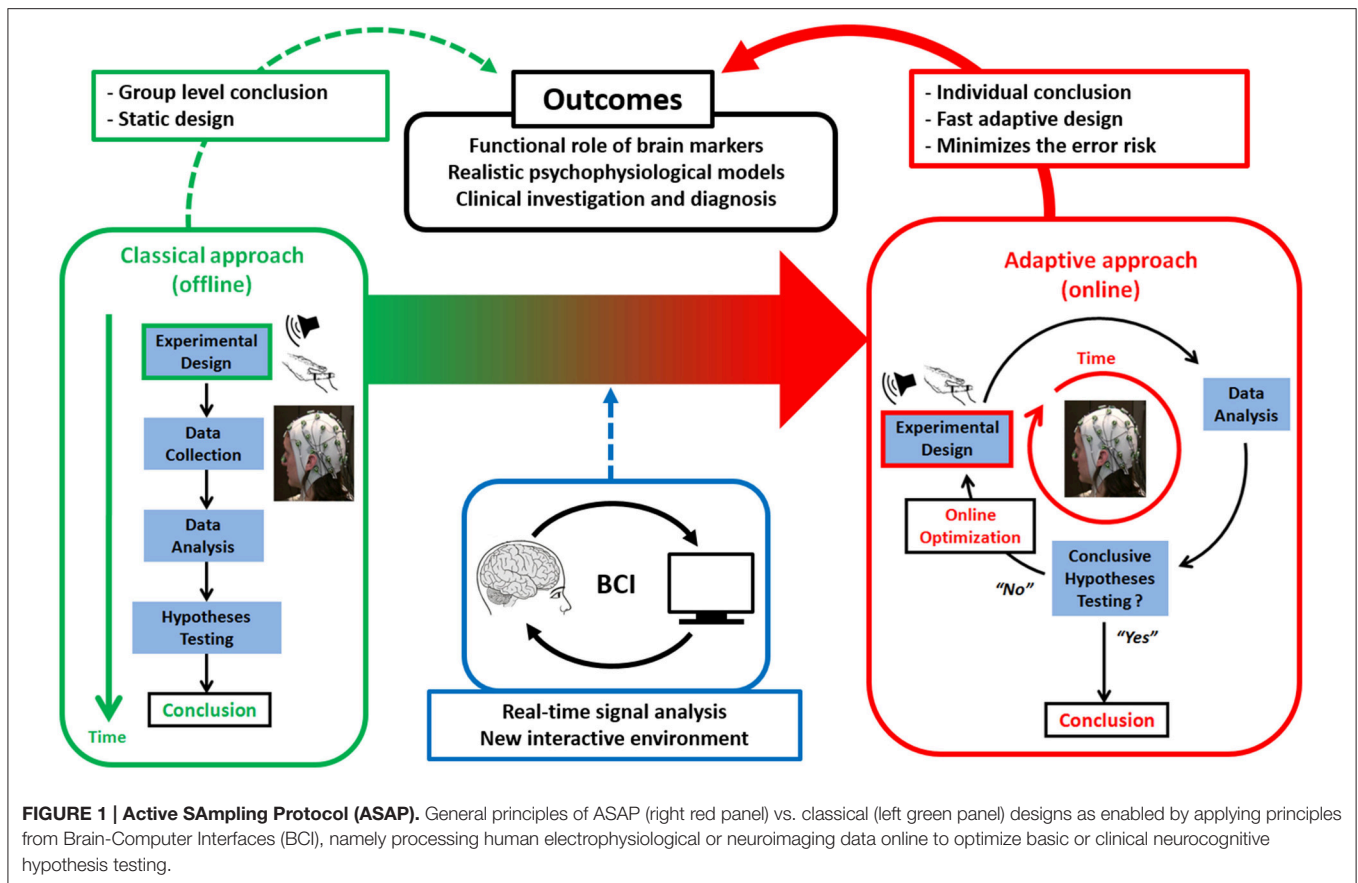 - Group level conclusion
- Static design
Outcomes
Functional role of brain markers
Realistic psychophysiological models
Clinical investigation and diagnosis
- Individual conclusion
- Fast adaptive design
- Minimizes the error risk
Classical approach
(offline)
Experimental
Design
Data
Collection
Data
Analysis
Hypotheses
Testing
Conclusion
Time
BCI
Real-time signal analysis
New interactive environment
Adaptive approach
(online)
Time
Experimental
Design
Data
Analysis
Online
Optimization
Conclusive
Hypotheses
Testing ?
"No"
"Yes"
Conclusion
FIGURE 1 | Active SAmpling Protocol (ASAP). General principles of ASAP (right red panel) vs. classical (left green panel) designs as enabled by applying principles
from Brain-Computer Interfaces (BCI), namely processing human electrophysiological or neuroimaging data online to optimize basic or clinical neurocognitive
hypothesis testing.